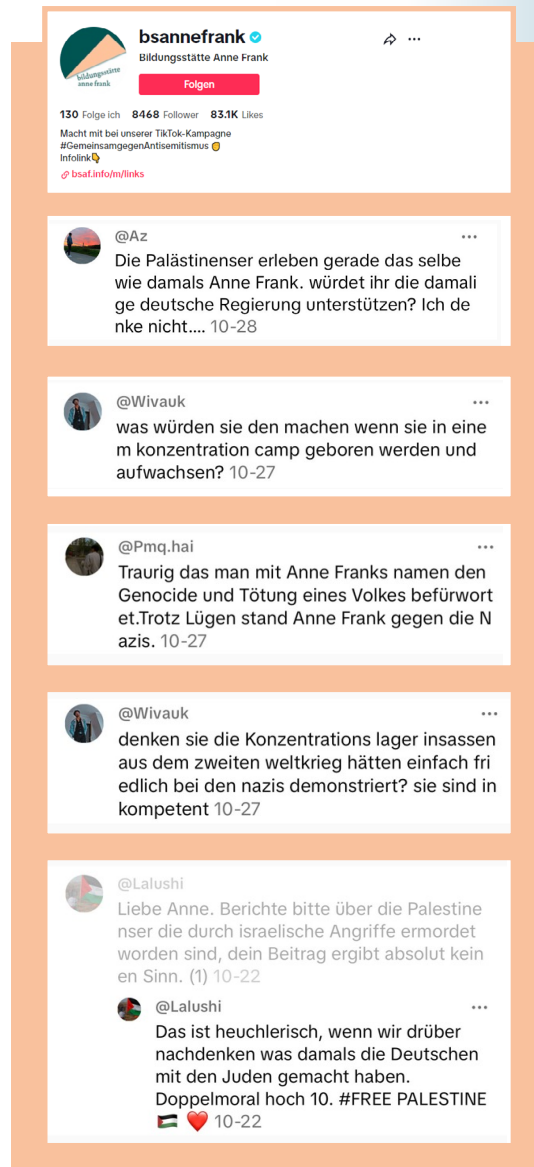 bsannefrank
Bildungsstätte Anne Frank
bildungsstätte
anne frank
Folgen
130 Folge ich 8468 Follower 83.1K Likes
Macht mit bei unserer TikTok-Kampagne
#GemeinsamgegenAntisemitismus ✊
Infolink👇
bsaf.info/m/links
@Az
Die Palästinenser erleben gerade das selbe
wie damals Anne Frank. würdet ihr die damali
ge deutsche Regierung unterstützen? Ich de
nke nicht.... 10-28
@Wivauk
was würden sie den machen wenn sie in eine
m konzentration camp geboren werden und
aufwachsen? 10-27
@Pmq.hai
Traurig das man mit Anne Franks namen den
Genocide und Tötung eines Volkes befürwort
et.Trotz Lügen stand Anne Frank gegen die N
azis. 10-27
@Wivauk
denken sie die Konzentrations lager insassen
aus dem zweiten weltkrieg hätten einfach fri
edlich bei den nazis demonstriert? sie sind in
kompetent 10-27
@Lalushi
Liebe Anne. Berichte bitte über die Palestine
nser die durch israelische Angriffe ermordet
worden sind, dein Beitrag ergibt absolut kein
en Sinn. (1) 10-22
@Lalushi
Das ist heuchlerisch, wenn wir drüber
nachdenken was damals die Deutschen
mit den Juden gemacht haben.
Doppelmoral hoch 10. #FREE PALESTINE
🇵🇸 ❤️ 10-22